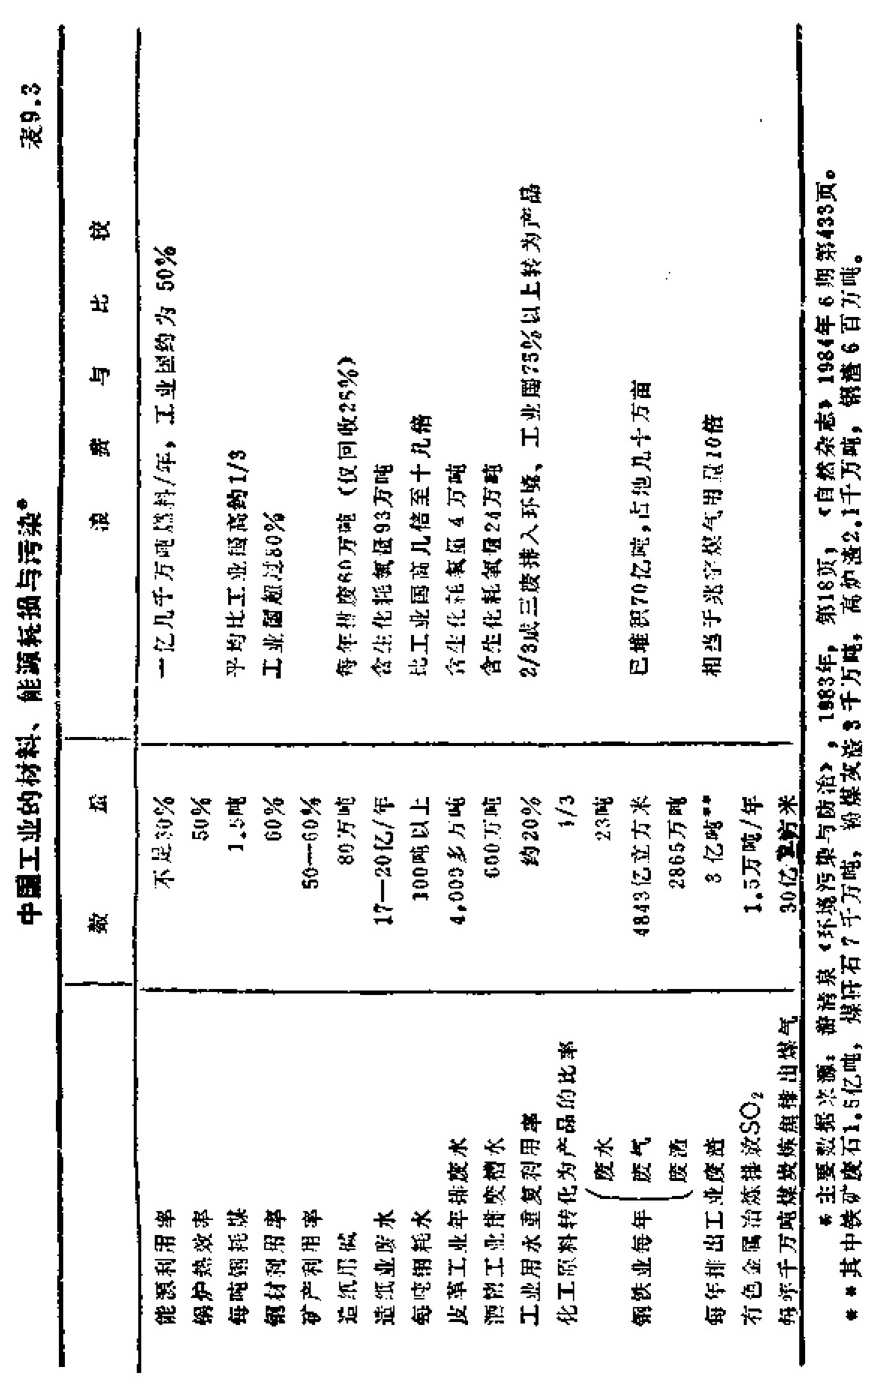 中国工业的材料、能源耗损与污染*
表9.3
数 量 浪 费 与 比 较
能源利用率 不足30% 一亿几千万吨燃料/年，工业国约为 50%
锅炉热效率 50%
每吨钢耗煤 1.5吨 平均比工业国高约1/3
钢材利用率 60% 工业国超过80%
矿产利用率 50—60%
造纸用碱 80万吨 每年排废60万吨（仅回收25%）
造纸业废水 17—20亿/年 含生化耗氧量93万吨
每吨钢耗水 100吨以上 比工业国高几倍至十几倍
皮革工业年排废水 4,000多万吨 含生化耗氧量4万吨
酒精工业排废槽水 600万吨 含生化耗氧量24万吨
工业用水重复利用率 约20%
化工原料转化为产品的比率 1/3 2/3成三废排入环境、工业国75%以上转为产品
钢铁业每年
废水 23吨
废气 4843亿立方米
废渣 2865万吨
每年排出工业废渣 3亿吨** 已堆积70亿吨，占地几十万亩
有色金属冶炼排放SO₂ 1.5万吨/年
每年千万吨煤炭炼焦排出煤气 30亿立方米 相当于北京煤气用量10倍
*主要数据来源：游清泉《环境污染与防治》，1983年，第18页，《自然杂志》1984年6期第433页。
**其中铁矿废石1.5亿吨，煤矸石7千万吨，粉煤灰渣3千万吨，高炉渣2.1千万吨，钢渣6百万吨。